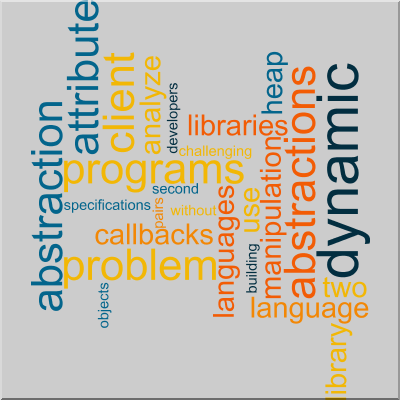 attribute
client
analyze
developers
heap
abstractions
dynamic
libraries
challenging
abstraction
programs
manipulation
second
specifications
pairs
without
languages
use
callbacks
problem
building
two
objects
language
library